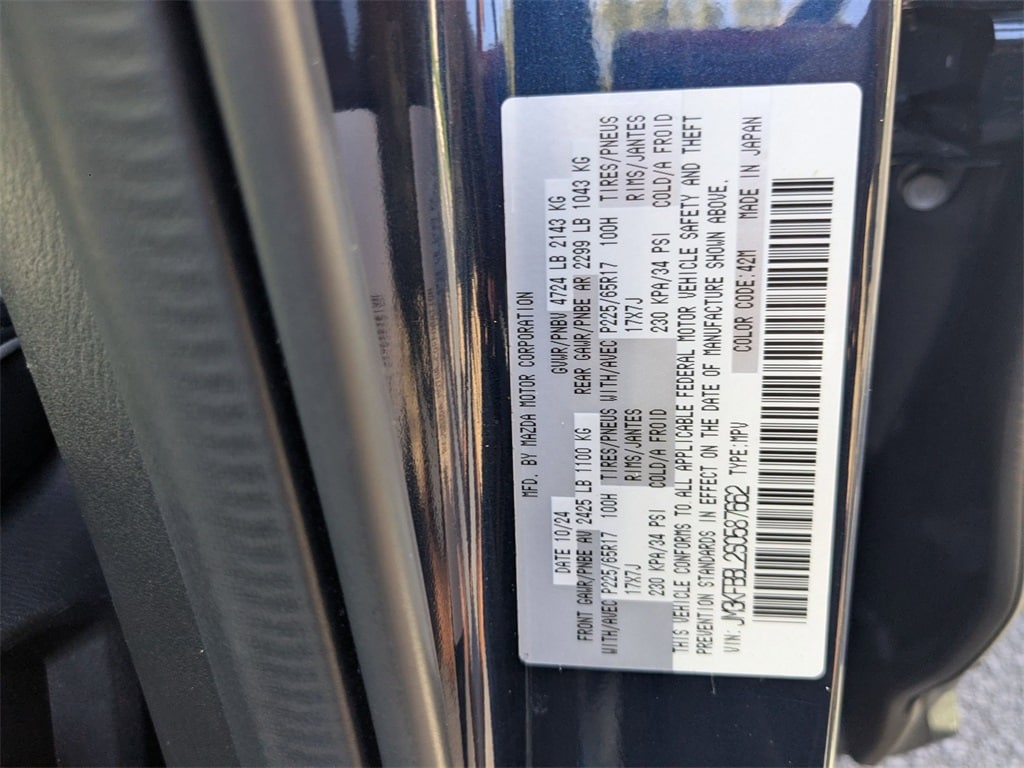 MFD. BY MAZDA MOTOR CORPORATION
DATE 10/24 GVWR/PNBV 4724 LB 2143 KG
FRONT GAWR/PNBE AV 2425 LB 1100 KG REAR GAWR/PNBE AR 2299 LB 1043 KG
WITH/AVEC P225/65R17 100H TIRES/PNEUS WITH/AVEC P225/65R17 100H TIRES/PNEUS
17X7J RIMS/JANTES 17X7J RIMS/JANTES
230 KPA/34 PSI COLD/A FROID 230 KPA/34 PSI COLD/A FROID
THIS VEHICLE CONFORMS TO ALL APPLICABLE FEDERAL MOTOR VEHICLE SAFETY AND THEFT
PREVENTION STANDARDS IN EFFECT ON THE DATE OF MANUFACTURE SHOWN ABOVE.
VIN: JM3KFBBL2S0587662 TYPE: MPV COLOR CODE: 42M MADE IN JAPAN